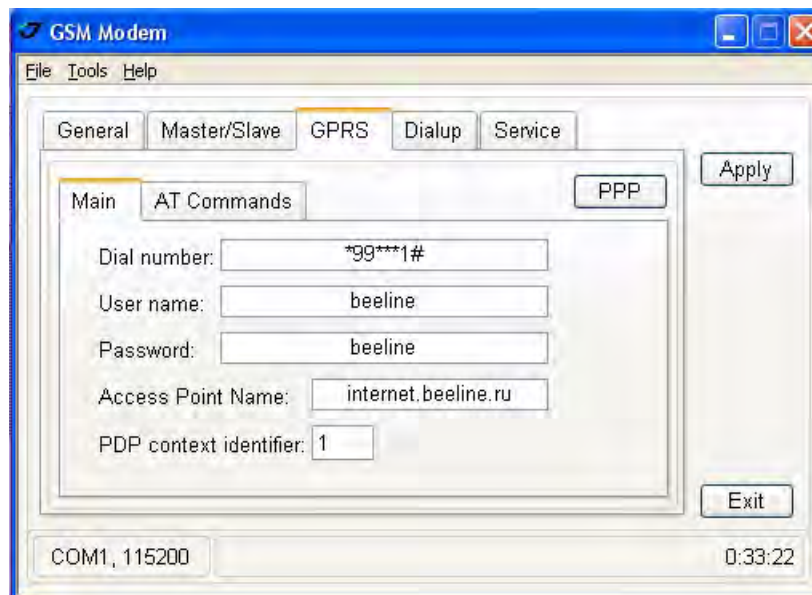 GSM Modem
File Tools Help
General Master/Slave GPRS Dialup Service
Apply
Main AT Commands PPP
Dial number: *99***1#
User name: beeline
Password: beeline
Access Point Name: internet.beeline.ru
PDP context identifier: 1
Exit
COM1, 115200 0:33:22